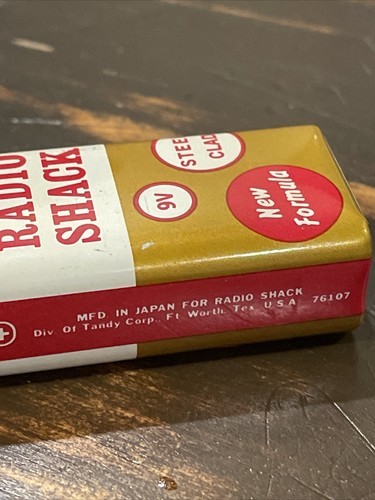 RADIO
SHACK
STEEL
CLAD
9V
New
Formula
+
MFD. IN JAPAN FOR RADIO SHACK
Div. Of Tandy Corp., Ft. Worth, Tex. U.S.A. 76107